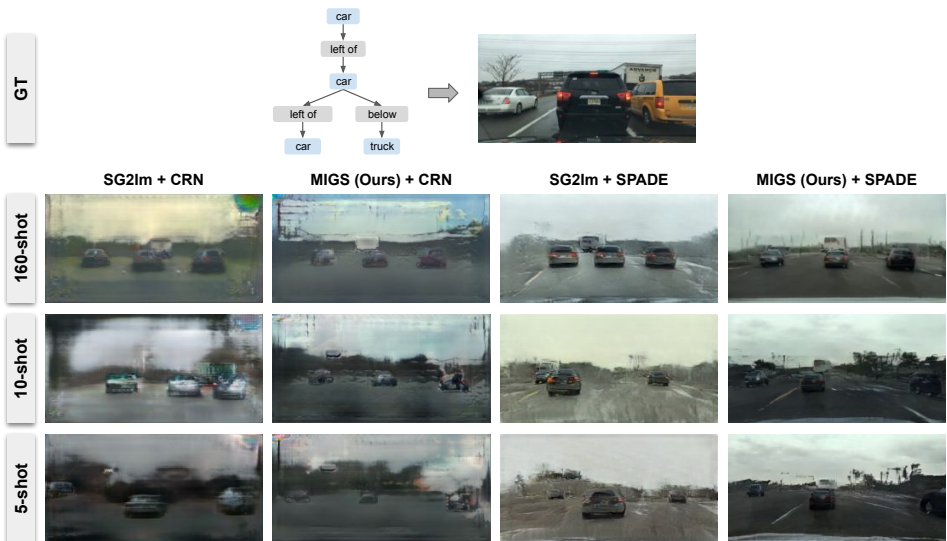 car
left of
car
left of below
car truck
GT
SG2Im + CRN MIGS (Ours) + CRN SG2Im + SPADE MIGS (Ours) + SPADE
160-shot
10-shot
5-shot